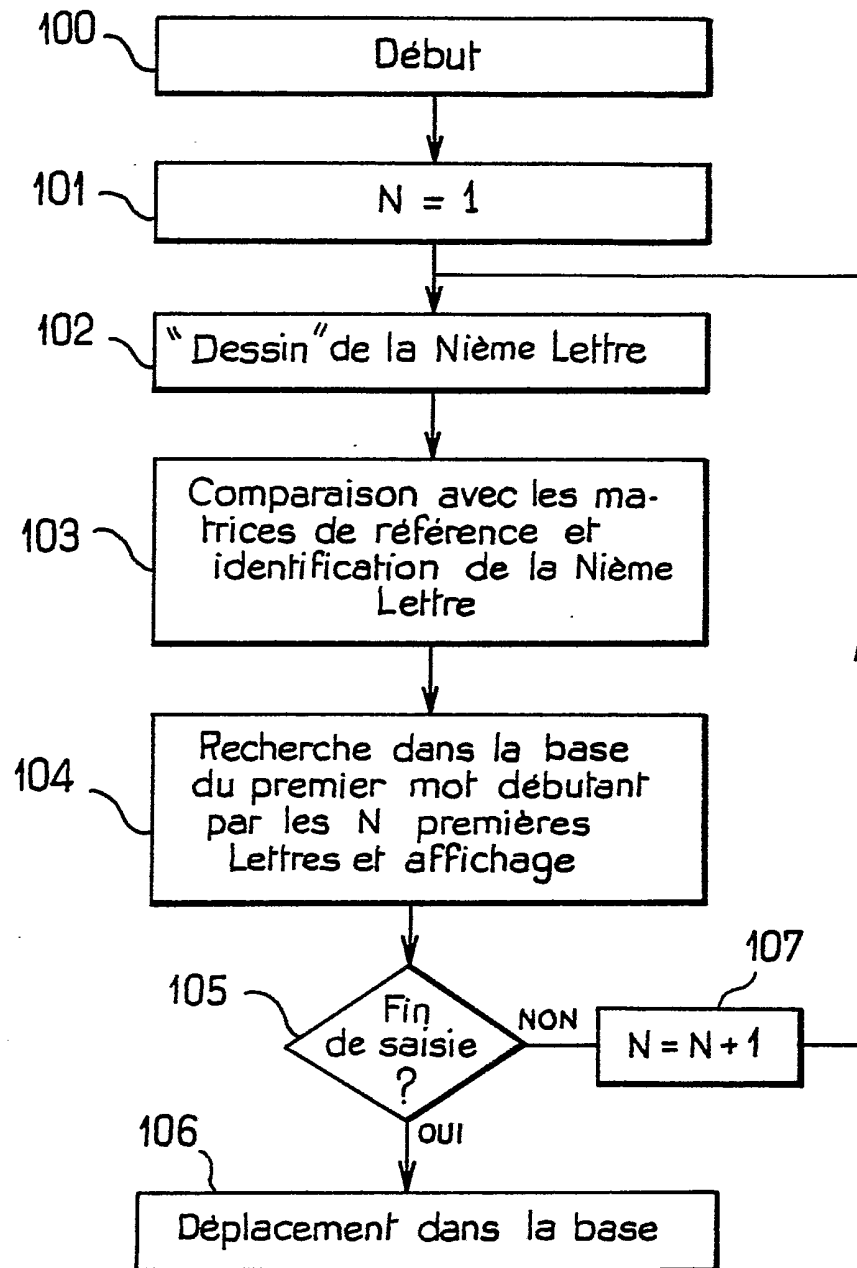 100
Début
101
N = 1
102
"Dessin" de la Nième Lettre
103
Comparaison avec les ma-
trices de référence et
identification de la Nième
Lettre
104
Recherche dans la base
du premier mot débutant
par les N premières
Lettres et affichage
105
Fin
de saisie
?
NON
107
N = N + 1
OUI
106
Déplacement dans la base